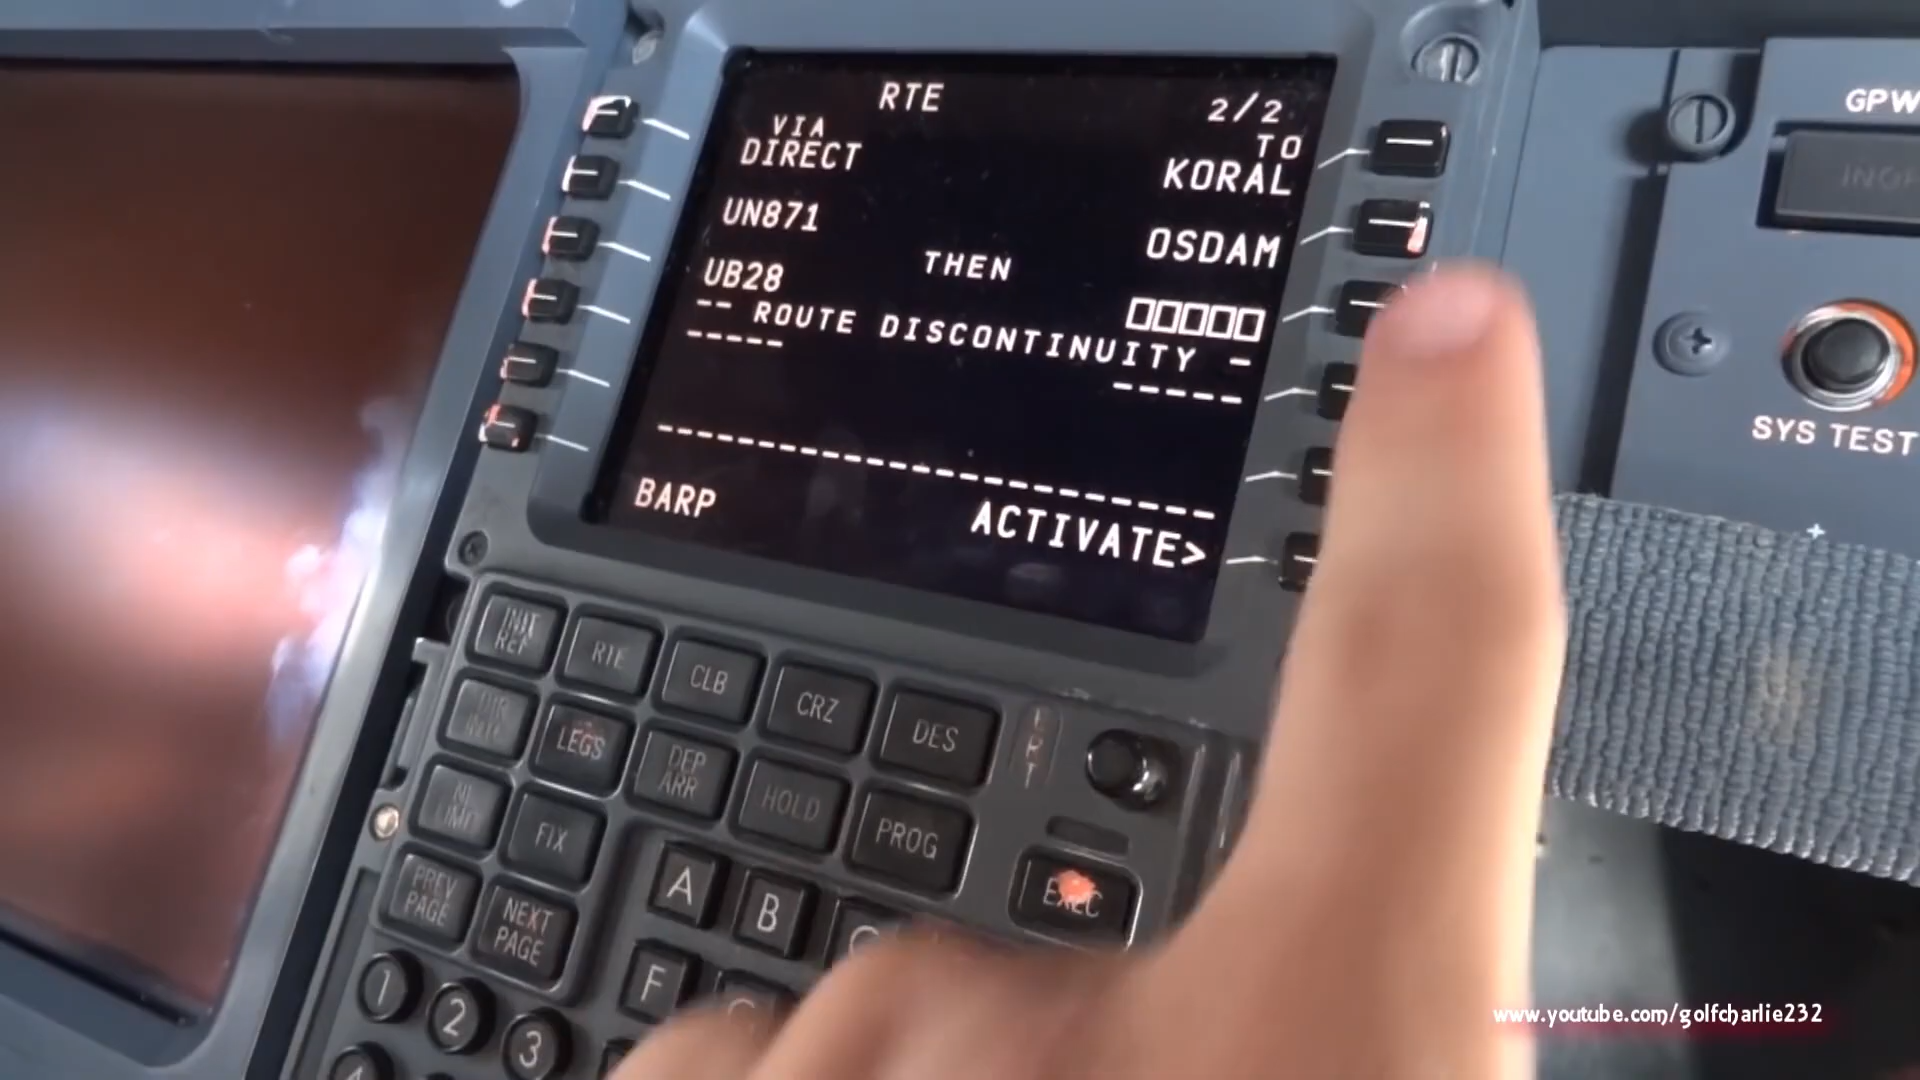 RTE 2/2
VIA TO
DIRECT KORAL
UN871 OSDAM
THEN
UB28 □□□□□
-- ROUTE DISCONTINUITY -
----- -----
----------------------------
BARP ACTIVATE>
GPW
INOP
SYS TEST
INIT REF
RTE
CLB
CRZ
DES
LEGS
DEP ARR
HOLD
PROG
N1 LIMIT
FIX
EXEC
PREV PAGE
NEXT PAGE
A B C
F G
1 2 3
4
www.youtube.com/golfcharlie232